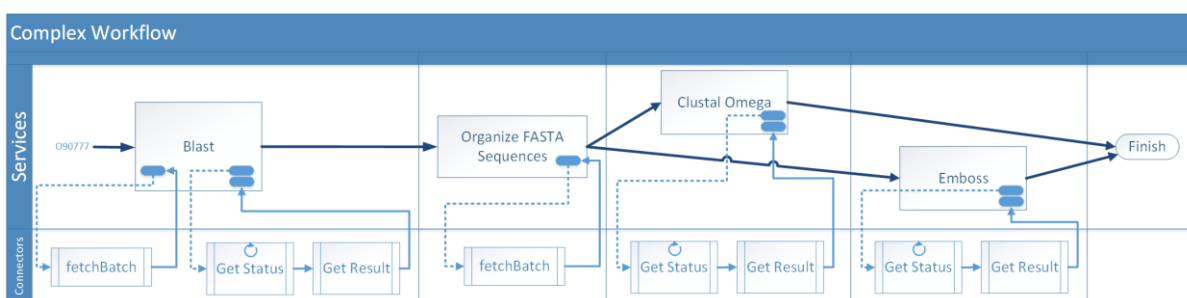 Complex Workflow
Services
O90777
Blast
Organize FASTA
Sequences
Clustal Omega
Emboss
Finish
Connectors
fetchBatch
Get Status
Get Result
fetchBatch
Get Status
Get Result
Get Status
Get Result